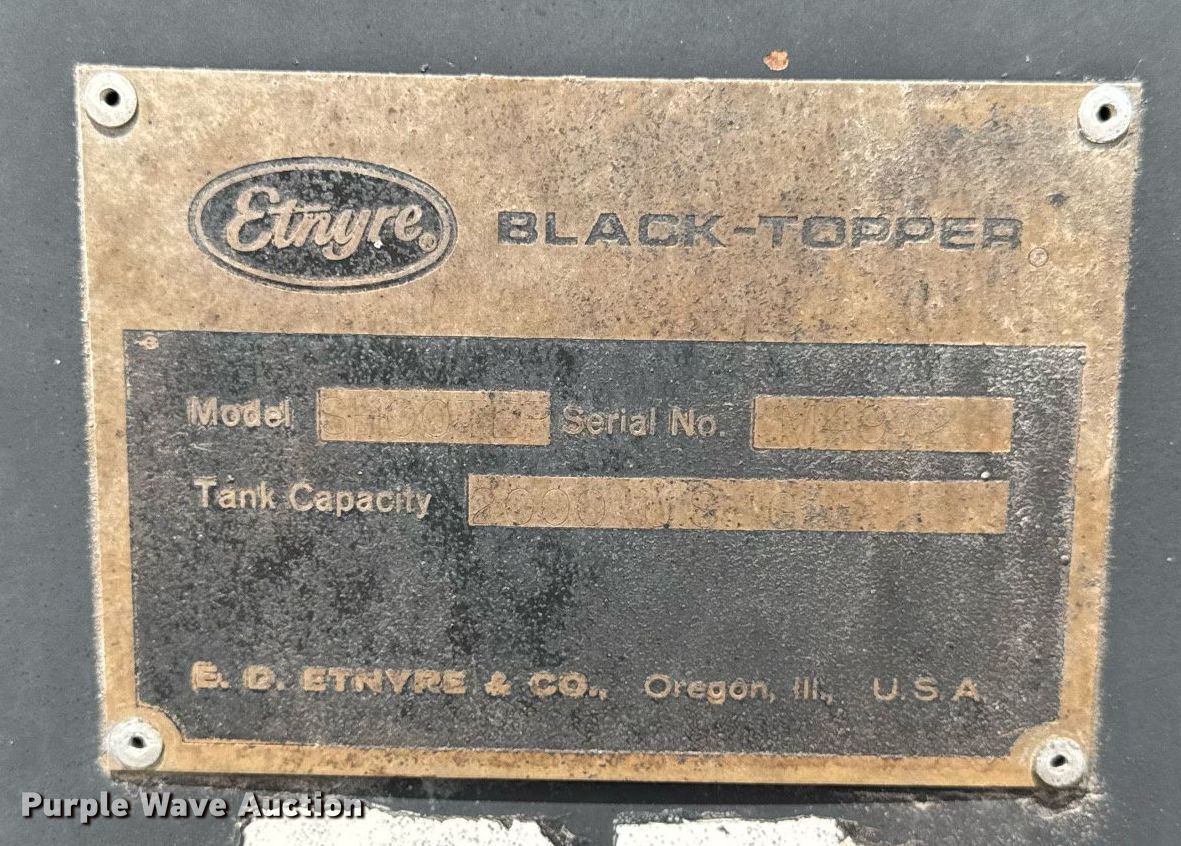 Etnyre® BLACK-TOPPER®
Model Serial No.
Tank Capacity
E. D. ETNYRE & CO., Oregon, Ill., U.S.A.
Purple Wave Auction